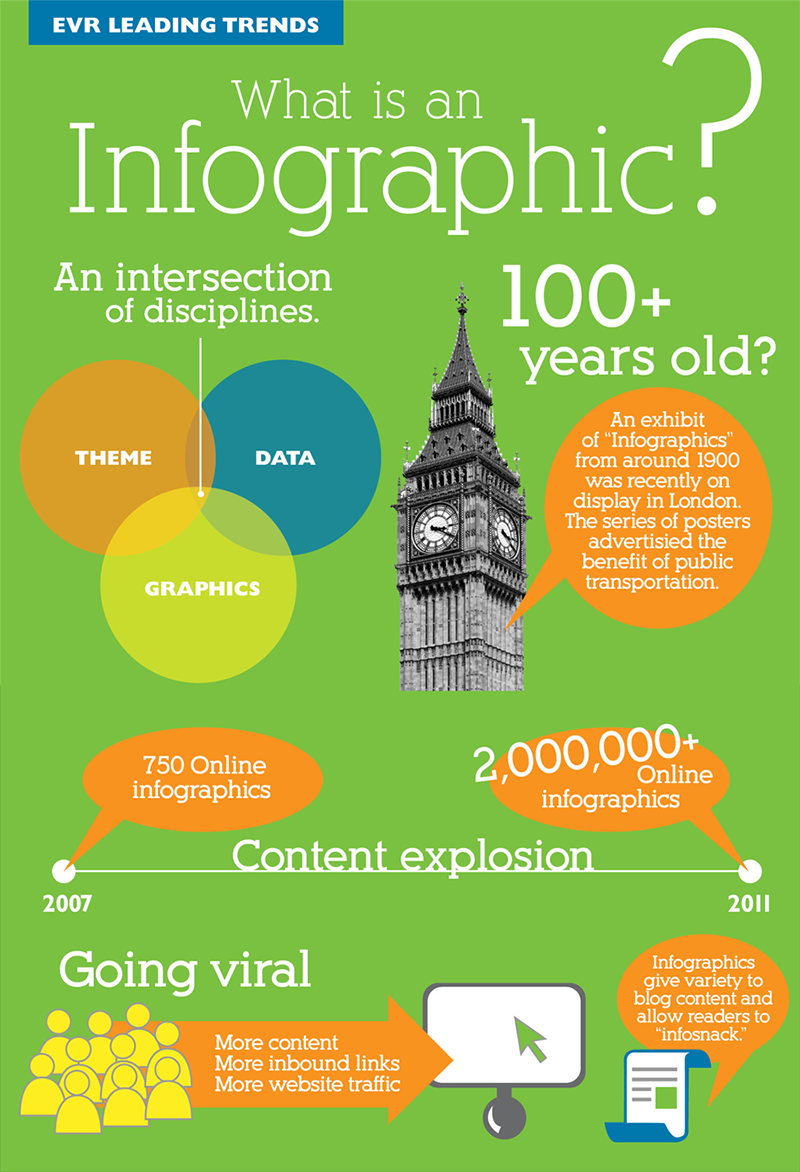 EVR LEADING TRENDS
What is an
Infographic?
An intersection
of disciplines.
THEME
DATA
GRAPHICS
100+
years old?
An exhibit
of “Infographics”
from around 1900
was recently on
display in London.
The series of posters
advertisied the
benefit of public
transportation.
750 Online
infographics
2,000,000+
Online
infographics
Content explosion
2007
2011
Going viral
More content
More inbound links
More website traffic
Infographics
give variety to
blog content and
allow readers to
“infosnack.”